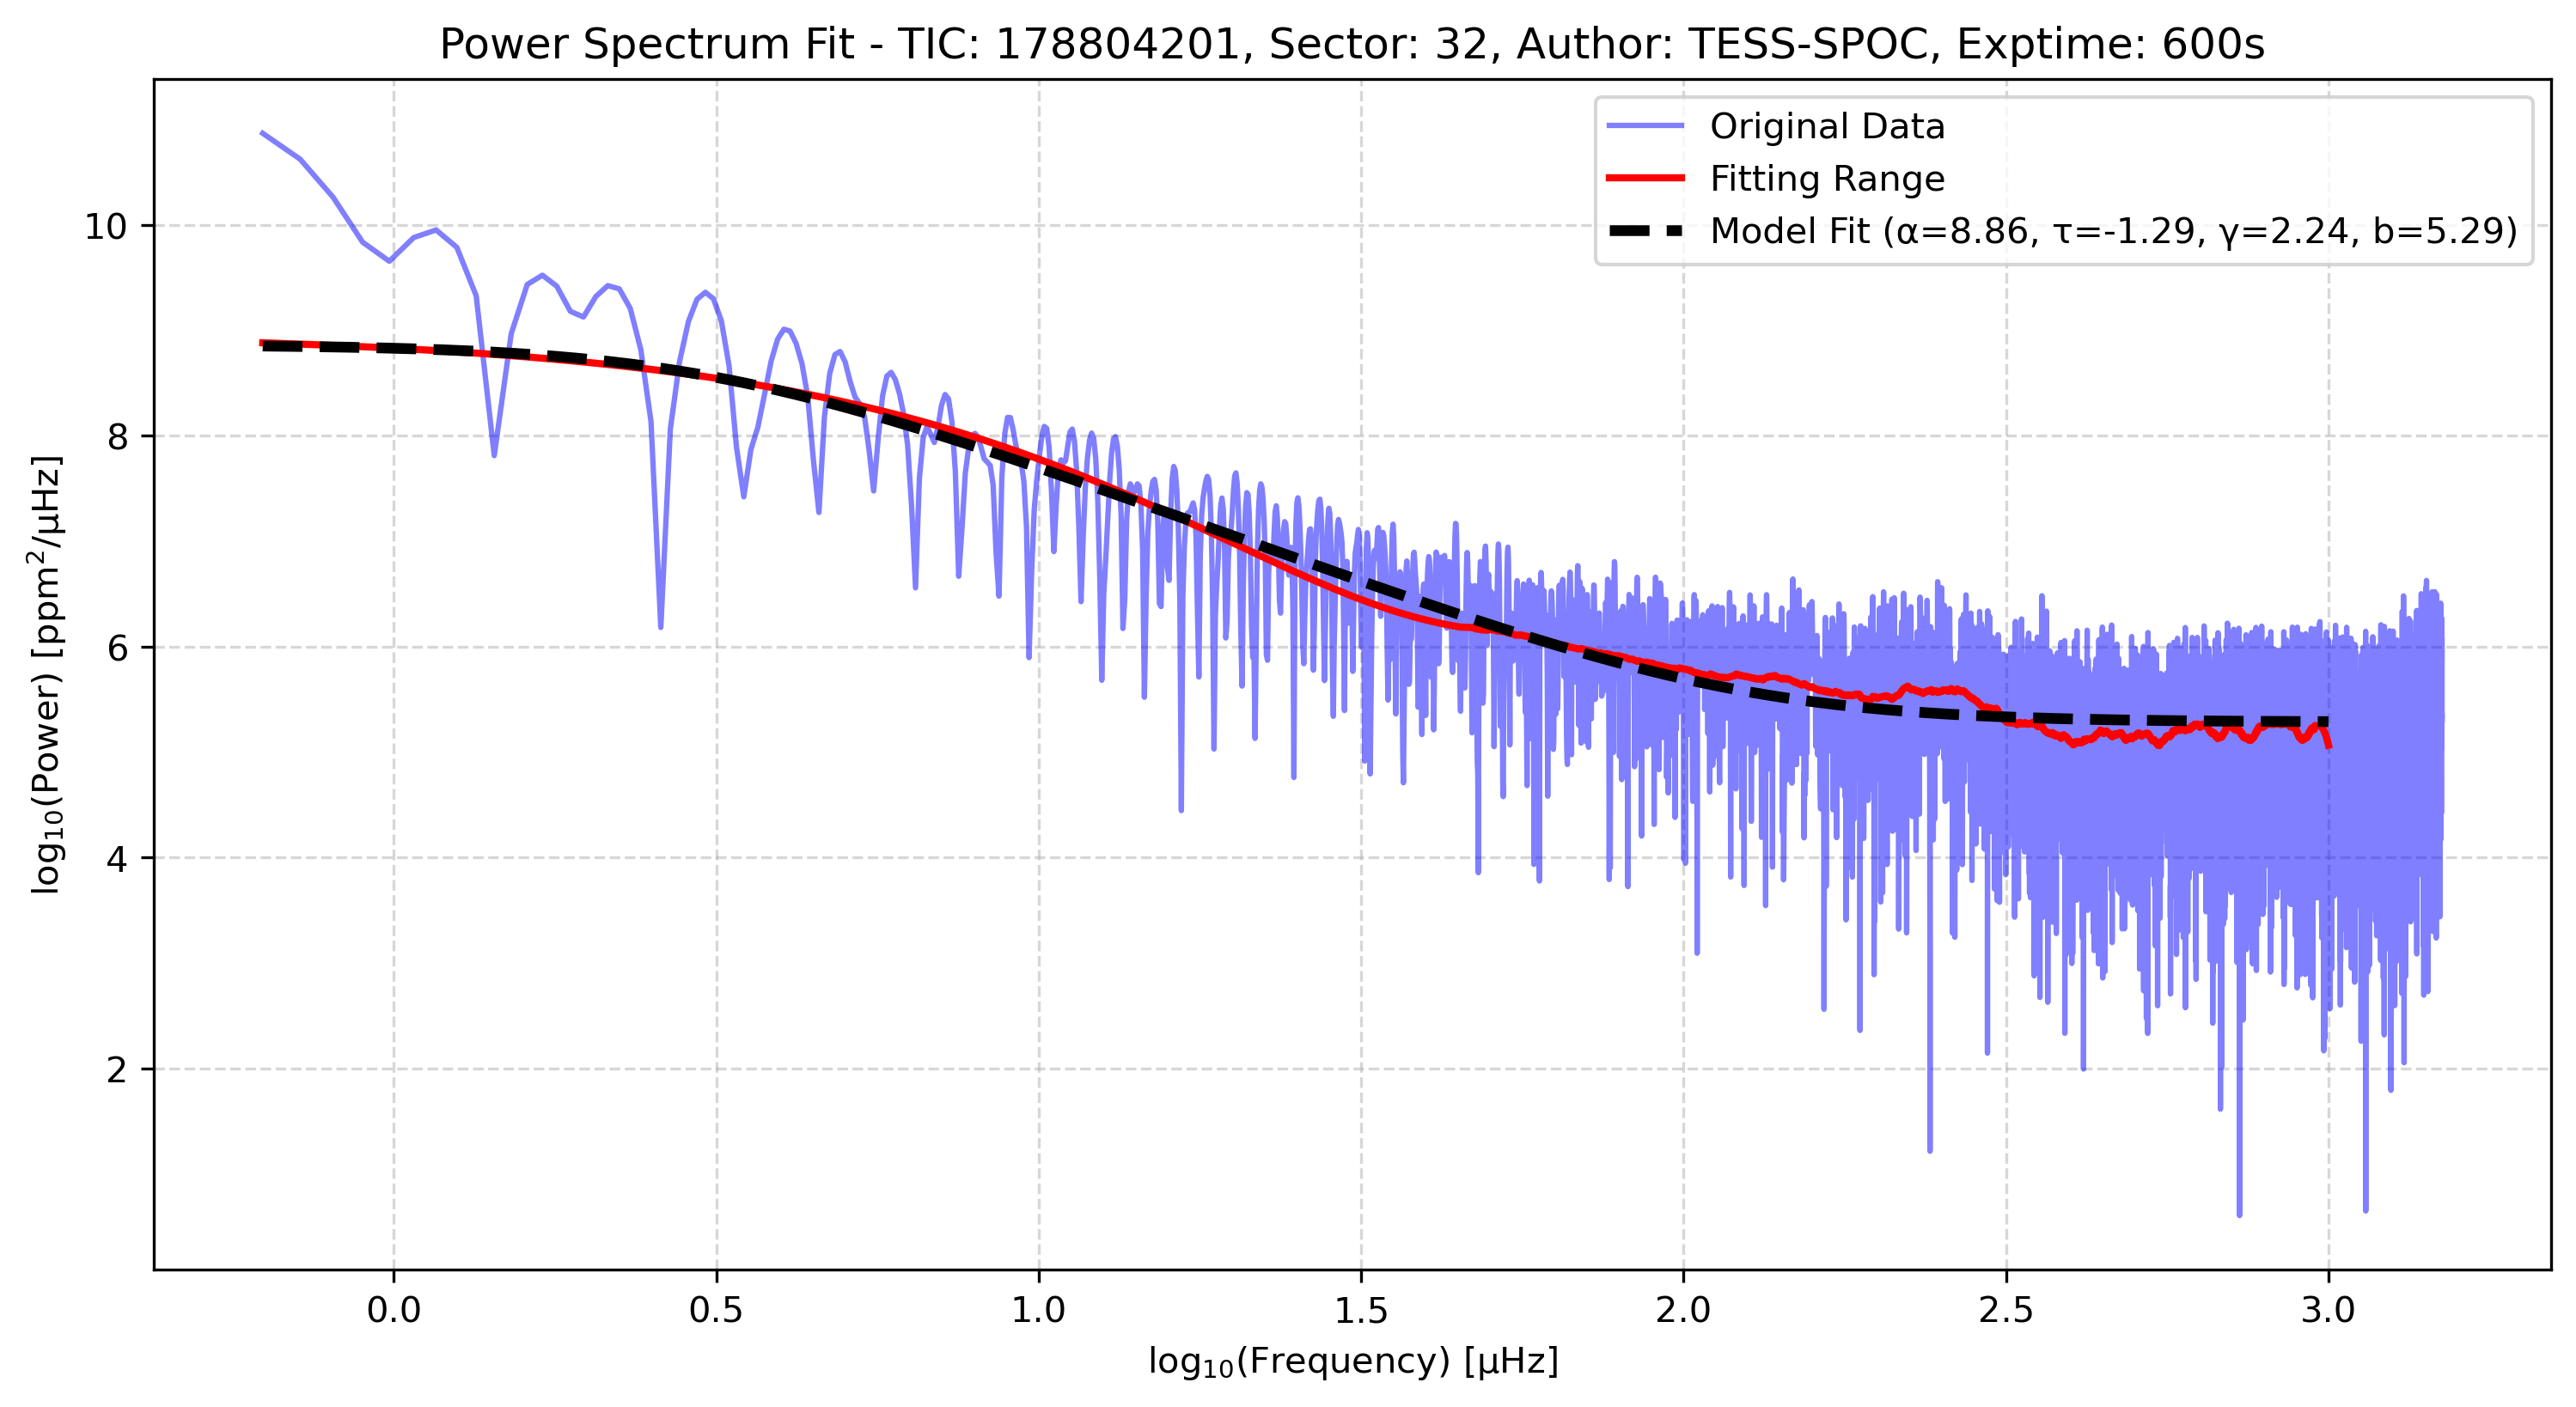 Power Spectrum Fit - TIC: 178804201, Sector: 32, Author: TESS-SPOC, Exptime: 600s
Original Data
Fitting Range
Model Fit (α=8.86, τ=-1.29, γ=2.24, b=5.29)
log₁₀(Power) [ppm²/μHz]
10
8
6
4
2
0.0 0.5 1.0 1.5 2.0 2.5 3.0
log₁₀(Frequency) [μHz]